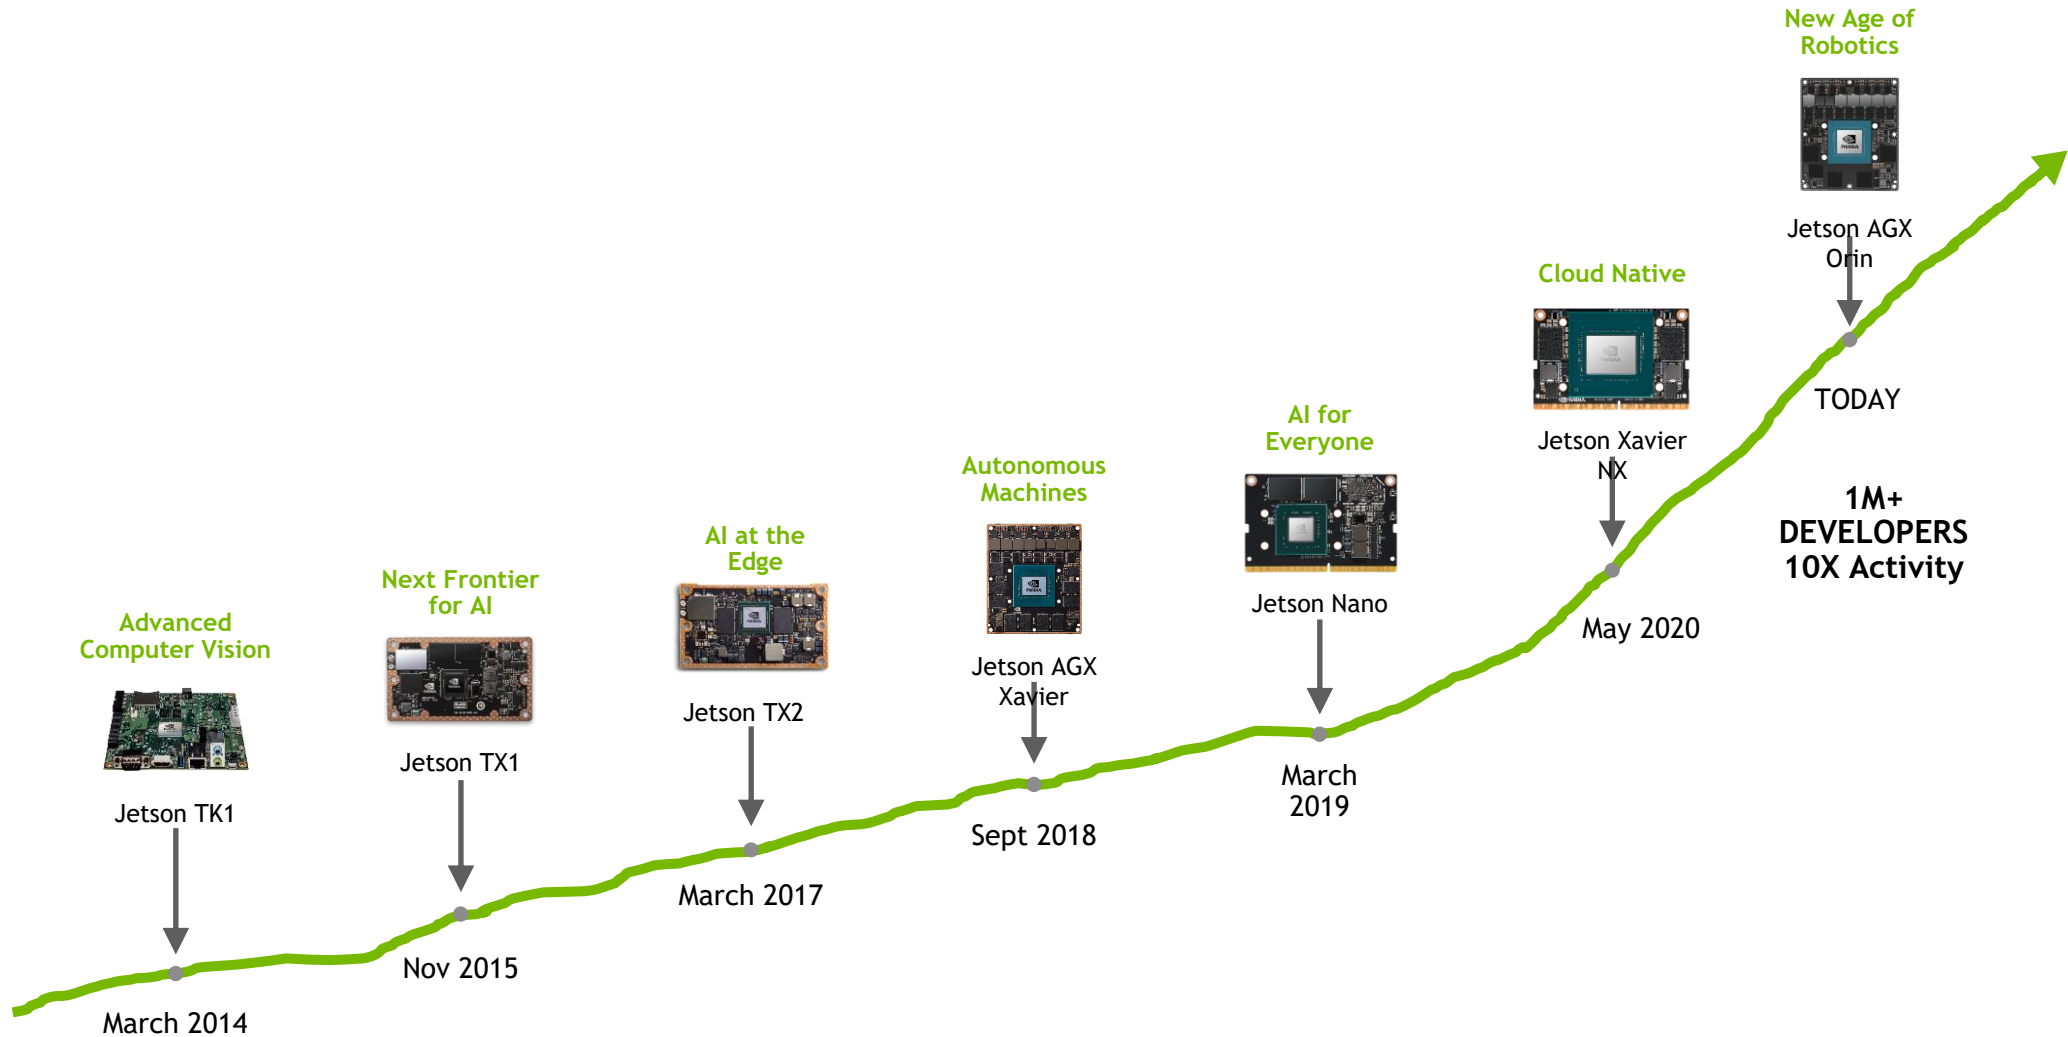 Advanced
Computer Vision
Jetson TK1
March 2014
Next Frontier
for AI
Jetson TX1
Nov 2015
AI at the
Edge
Jetson TX2
March 2017
Autonomous
Machines
NVIDIA
Jetson AGX
Xavier
Sept 2018
AI for
Everyone
Jetson Nano
March
2019
Cloud Native
Jetson Xavier
NX
May 2020
New Age of
Robotics
NVIDIA
Jetson AGX
Orin
TODAY
1M+
DEVELOPERS
10X Activity